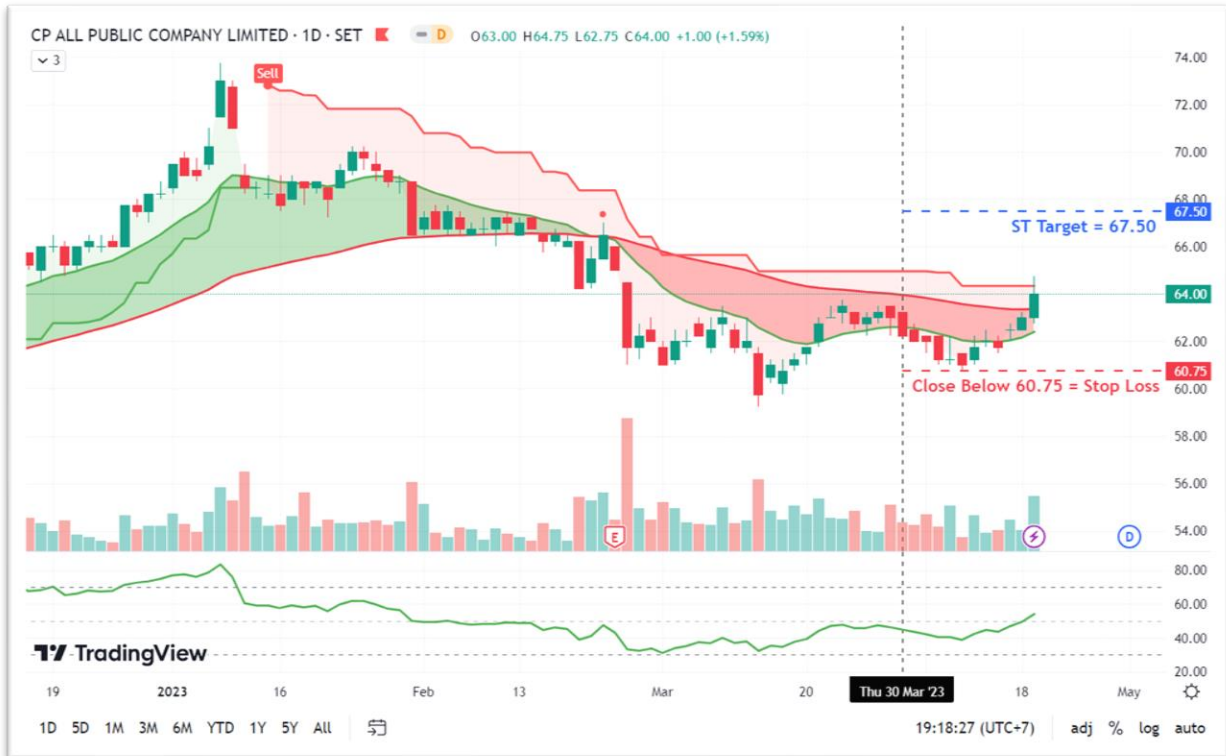 CP ALL PUBLIC COMPANY LIMITED · 1D · SET D O63.00 H64.75 L62.75 C64.00 +1.00 (+1.59%)
3
74.00
Sell
72.00
70.00
68.00
67.50
ST Target = 67.50
66.00
64.00
62.00
60.75
Close Below 60.75 = Stop Loss
60.00
58.00
56.00
54.00
E
D
80.00
60.00
40.00
TradingView
20.00
19 2023 16 Feb 13 Mar 20 Thu 30 Mar '23 18 May
1D 5D 1M 3M 6M YTD 1Y 5Y All 19:18:27 (UTC+7) adj % log auto